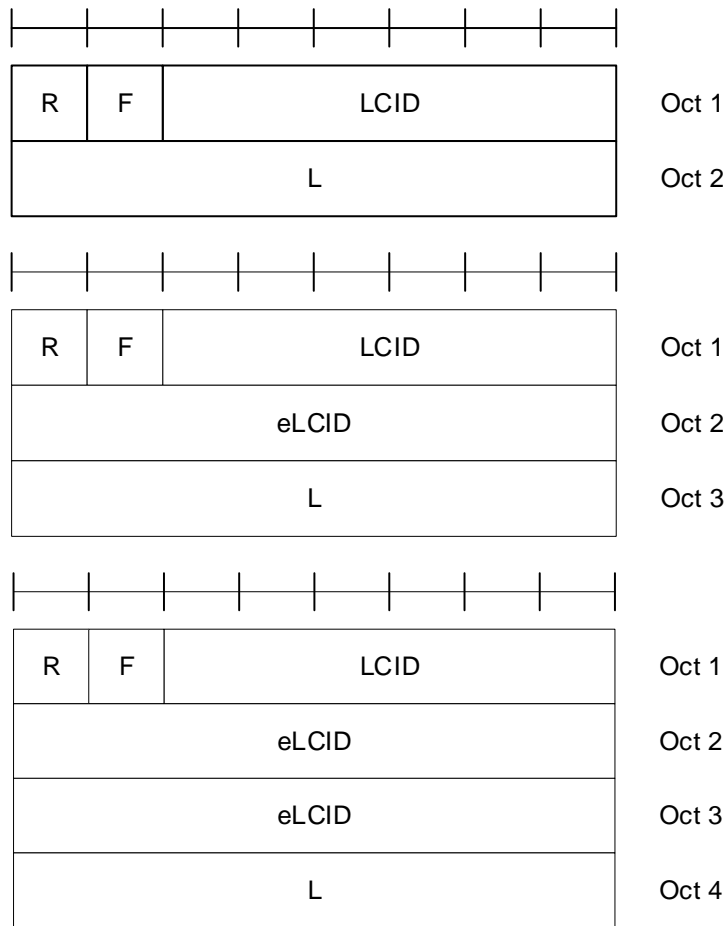 R F LCID Oct 1
L Oct 2
R F LCID Oct 1
eLCID Oct 2
L Oct 3
R F LCID Oct 1
eLCID Oct 2
eLCID Oct 3
L Oct 4